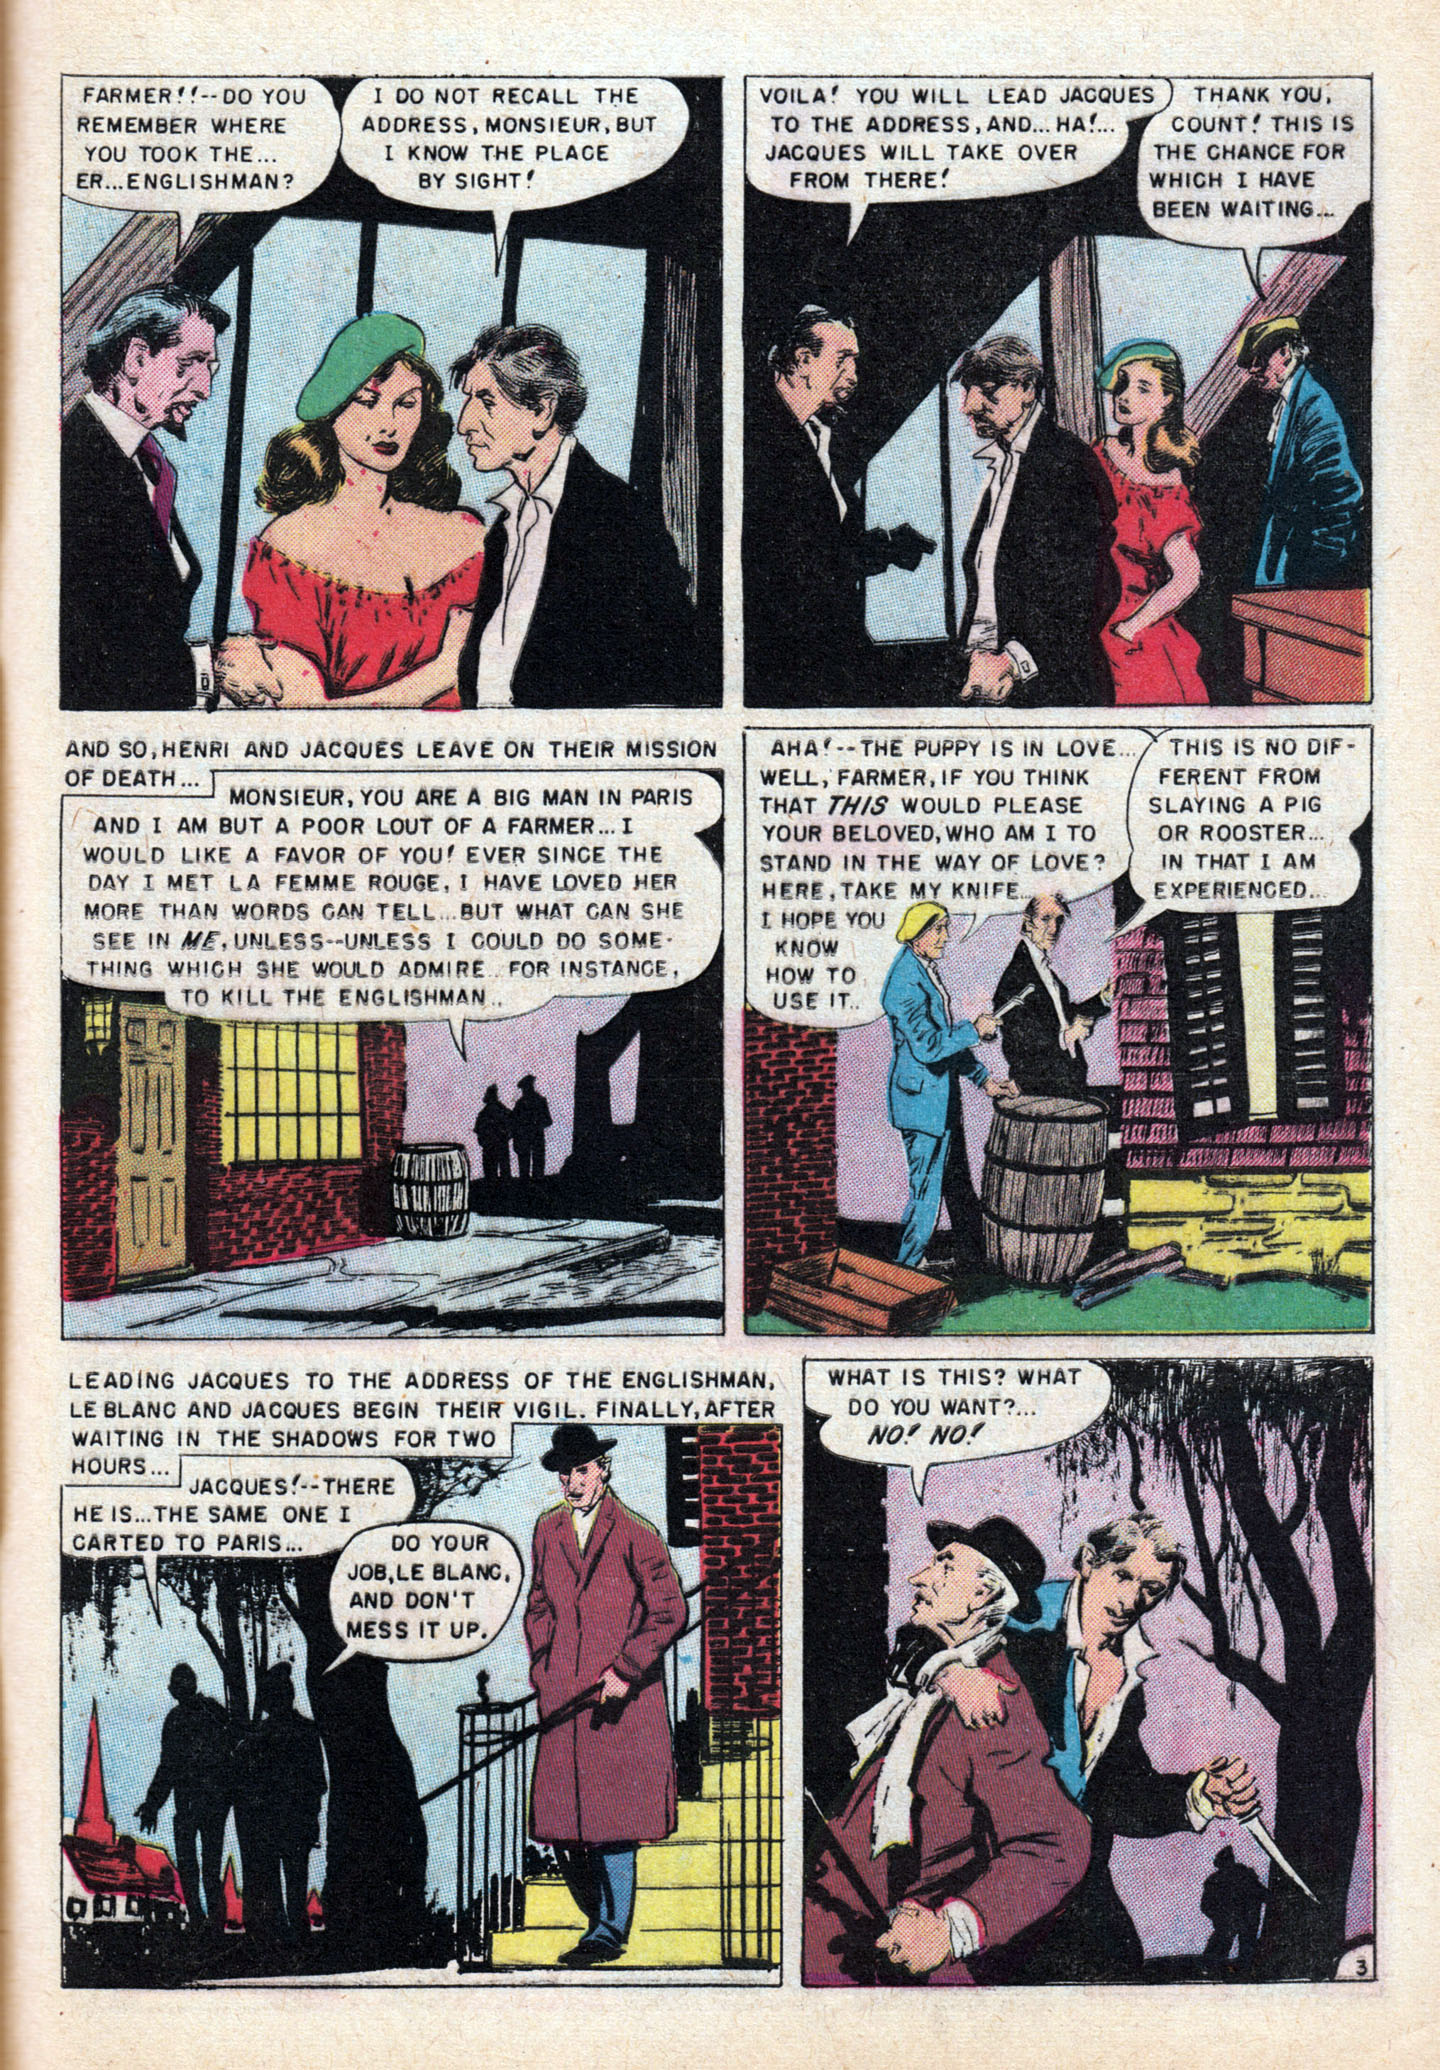 FARMER!!--DO YOU
REMEMBER WHERE
YOU TOOK THE...
ER...ENGLISHMAN?
I DO NOT RECALL THE
ADDRESS, MONSIEUR, BUT
I KNOW THE PLACE
BY SIGHT!
VOILA! YOU WILL LEAD JACQUES
TO THE ADDRESS, AND... HA!...
JACQUES WILL TAKE OVER
FROM THERE!
THANK YOU,
COUNT! THIS IS
THE CHANCE FOR
WHICH I HAVE
BEEN WAITING...
AND SO, HENRI AND JACQUES LEAVE ON THEIR MISSION
OF DEATH...
MONSIEUR, YOU ARE A BIG MAN IN PARIS
AND I AM BUT A POOR LOUT OF A FARMER... I
WOULD LIKE A FAVOR OF YOU! EVER SINCE THE
DAY I MET LA FEMME ROUGE, I HAVE LOVED HER
MORE THAN WORDS CAN TELL...BUT WHAT CAN SHE
SEE IN ME, UNLESS--UNLESS I COULD DO SOME-
THING WHICH SHE WOULD ADMIRE...FOR INSTANCE,
TO KILL THE ENGLISHMAN...
AHA!--THE PUPPY IS IN LOVE...
WELL, FARMER, IF YOU THINK
THAT THIS WOULD PLEASE
YOUR BELOVED, WHO AM I TO
STAND IN THE WAY OF LOVE?
HERE, TAKE MY KNIFE...
I HOPE YOU
KNOW
HOW TO
USE IT...
THIS IS NO DIF-
FERENT FROM
SLAYING A PIG
OR ROOSTER...
IN THAT I AM
EXPERIENCED...
LEADING JACQUES TO THE ADDRESS OF THE ENGLISHMAN,
LE BLANC AND JACQUES BEGIN THEIR VIGIL. FINALLY, AFTER
WAITING IN THE SHADOWS FOR TWO
HOURS...
JACQUES!--THERE
HE IS...THE SAME ONE I
CARTED TO PARIS...
DO YOUR
JOB, LE BLANC,
AND DON'T
MESS IT UP.
WHAT IS THIS? WHAT
DO YOU WANT?...
NO! NO!
3